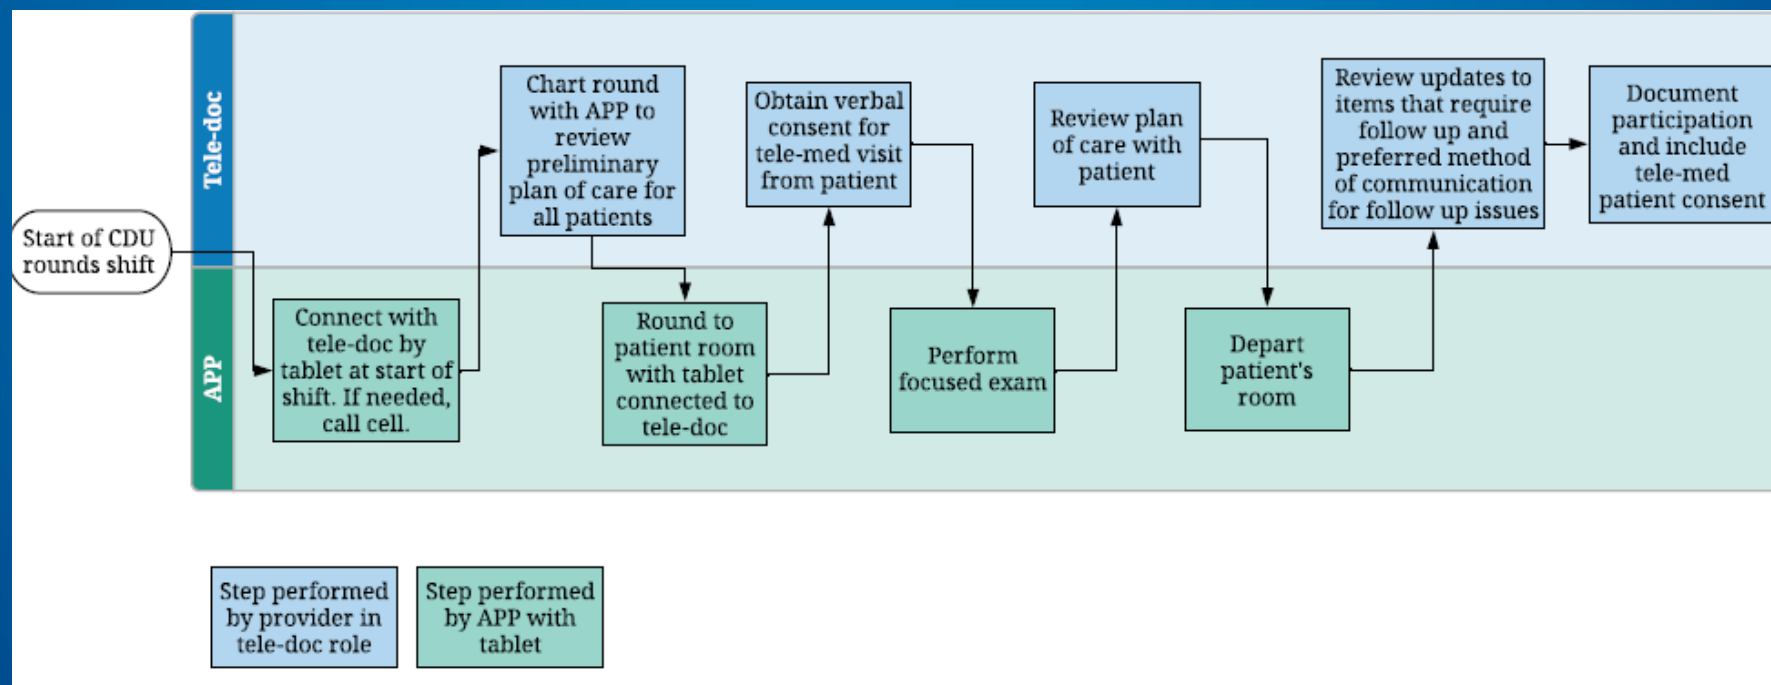 Tele-doc
APP
Start of CDU
rounds shift
Connect with
tele-doc by
tablet at start of
shift. If needed,
call cell.
Chart round
with APP to
review
preliminary
plan of care for
all patients
Round to
patient room
with tablet
connected to
tele-doc
Obtain verbal
consent for
tele-med visit
from patient
Perform
focused exam
Review plan
of care with
patient
Depart
patient's
room
Review updates to
items that require
follow up and
preferred method
of communication
for follow up issues
Document
participation
and include
tele-med
patient consent
Step performed
by provider in
tele-doc role
Step performed
by APP with
tablet